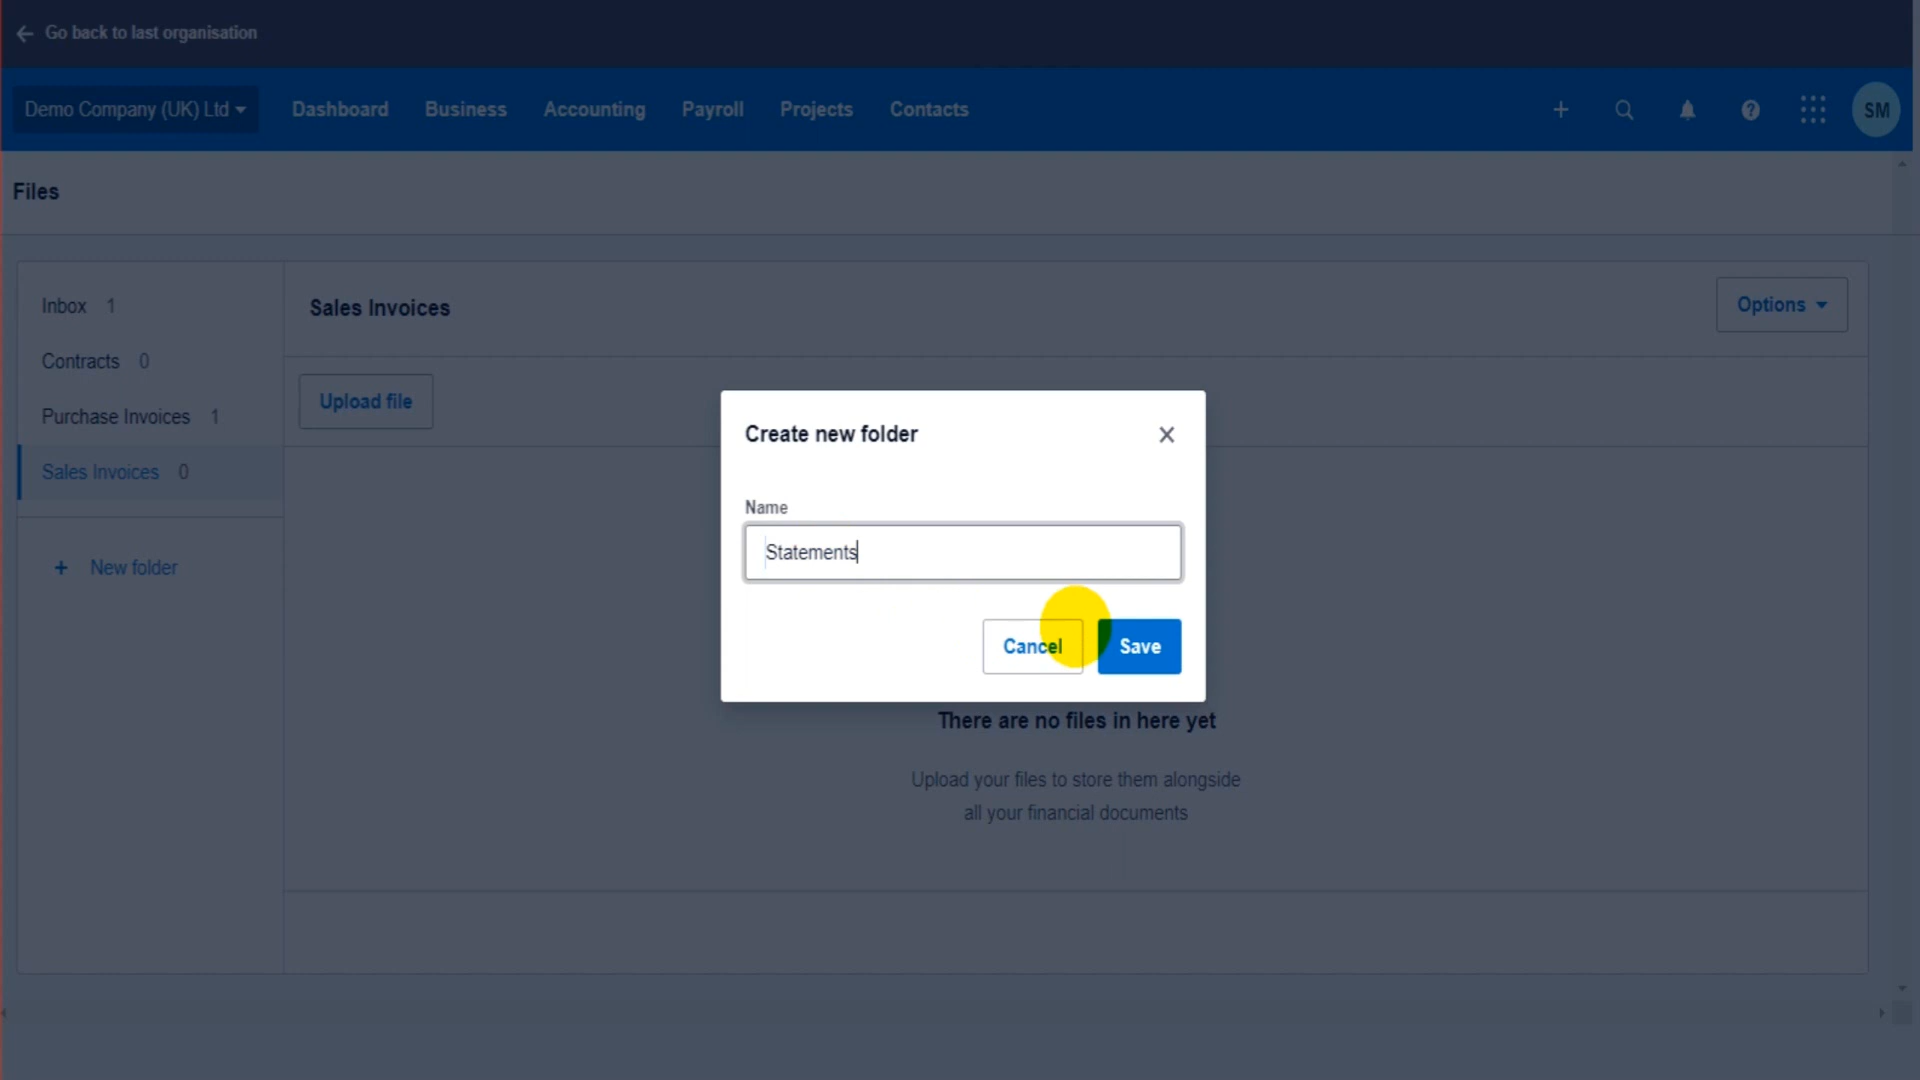 Go back to last organisation
Demo Company (UK) Ltd Dashboard Business Accounting Payroll Projects Contacts SM
Files
Inbox 1
Contracts 0
Purchase Invoices 1
Sales Invoices 0
+ New folder
Sales Invoices
Options
Upload file
Create new folder
Name
Statements
Cancel Save
There are no files in here yet
Upload your files to store them alongside
all your financial documents